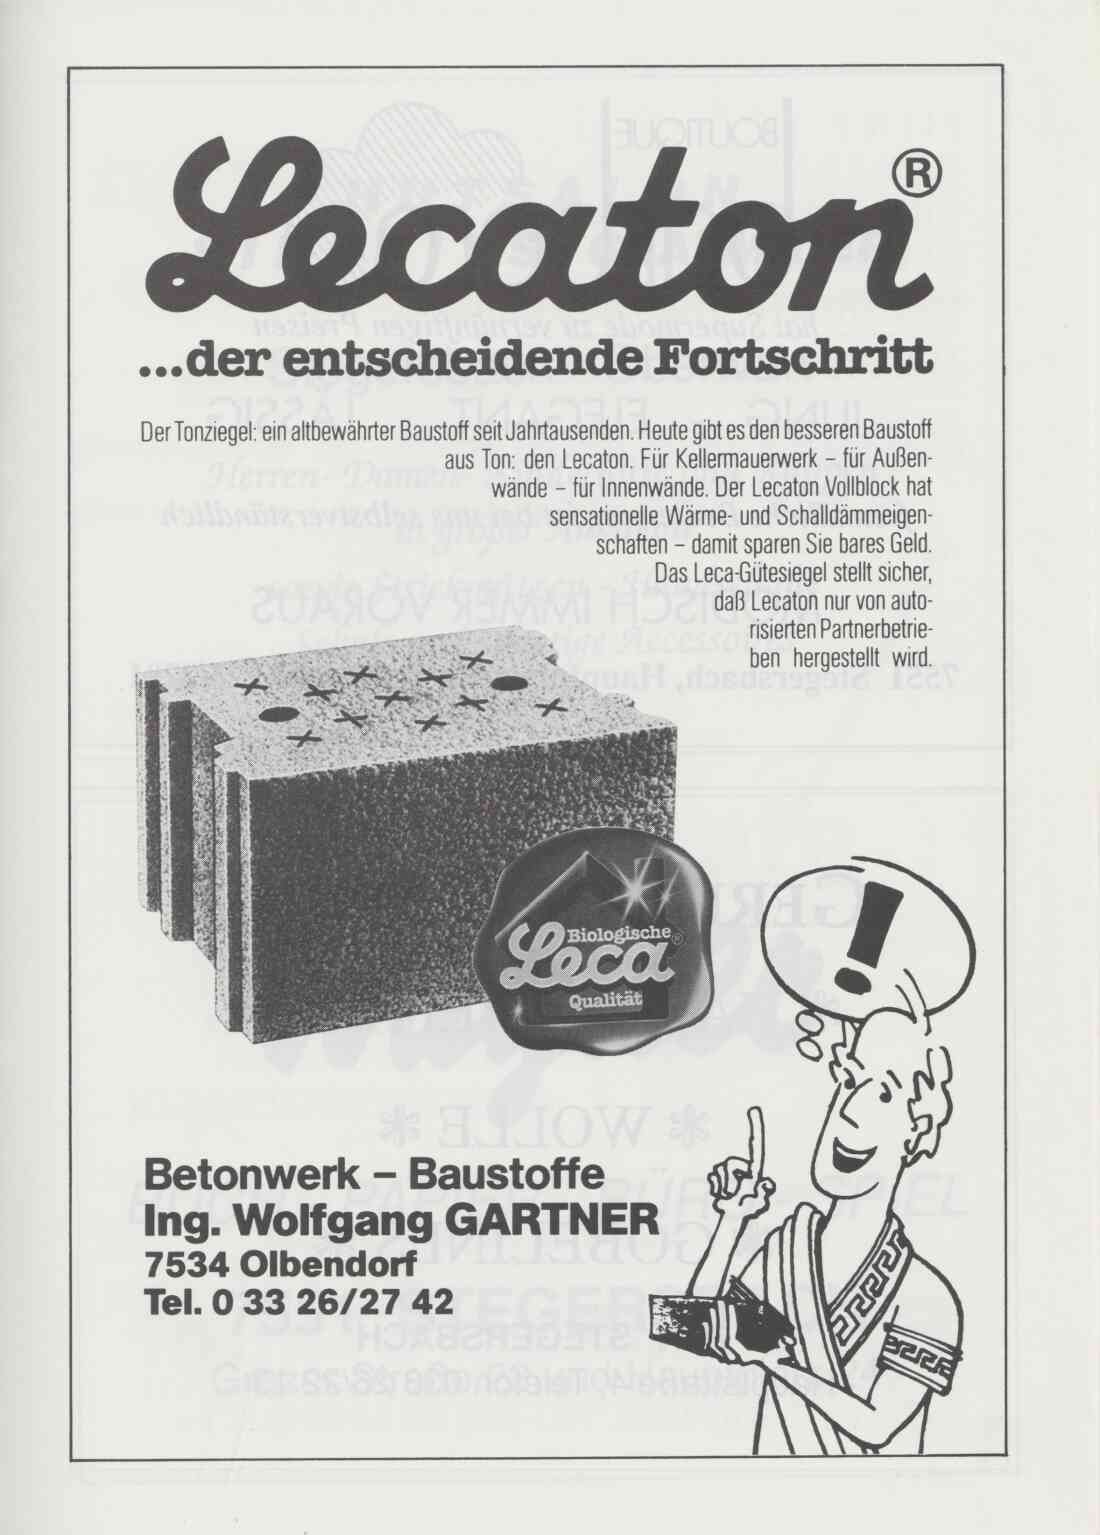 Lecaton®
...der entscheidende Fortschritt
Der Tonziegel: ein altbewährter Baustoff seit Jahrtausenden. Heute gibt es den besseren Baustoff
aus Ton: den Lecaton. Für Kellermauerwerk – für Außen-
wände – für Innenwände. Der Lecaton Vollblock hat
sensationelle Wärme- und Schalldämmeigen-
schaften – damit sparen Sie bares Geld.
Das Leca-Gütesiegel stellt sicher,
daß Lecaton nur von auto-
risierten Partnerbetrie-
ben hergestellt wird.
Biologische
Leca®
Qualität
!
Betonwerk – Baustoffe
Ing. Wolfgang GARTNER
7534 Olbendorf
Tel. 0 33 26/27 42